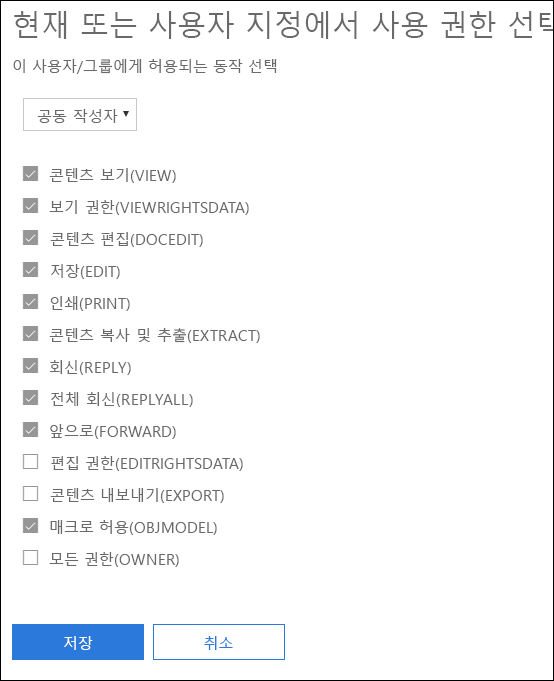 현재 또는 사용자 지정에서 사용 권한 선택
이 사용자/그룹에게 허용되는 동작 선택
공동 작성자
콘텐츠 보기(VIEW)
보기 권한(VIEWRIGHTSDATA)
콘텐츠 편집(DOCEDIT)
저장(EDIT)
인쇄(PRINT)
콘텐츠 복사 및 추출(EXTRACT)
회신(REPLY)
전체 회신(REPLYALL)
앞으로(FORWARD)
편집 권한(EDITRIGHTSDATA)
콘텐츠 내보내기(EXPORT)
매크로 허용(OBJMODEL)
모든 권한(OWNER)
저장 취소